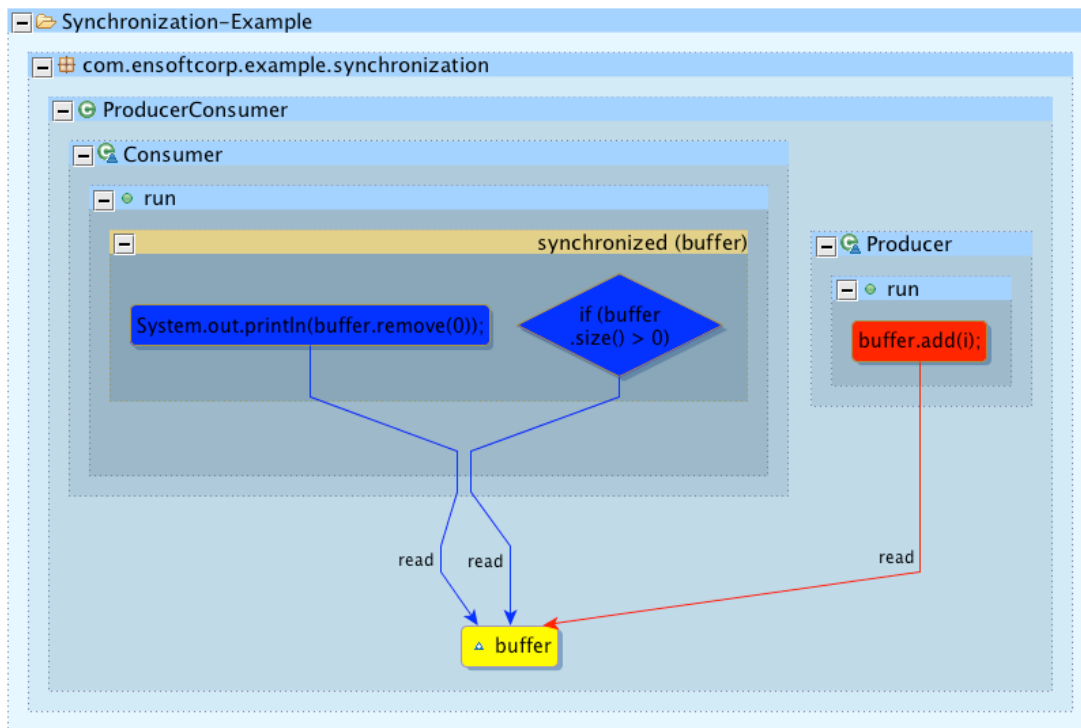 Synchronization-Example
com.ensoftcorp.example.synchronization
ProducerConsumer
Consumer
run
synchronized (buffer)
System.out.println(buffer.remove(0));
if (buffer
.size() > 0)
Producer
run
buffer.add(i);
read
read
read
buffer